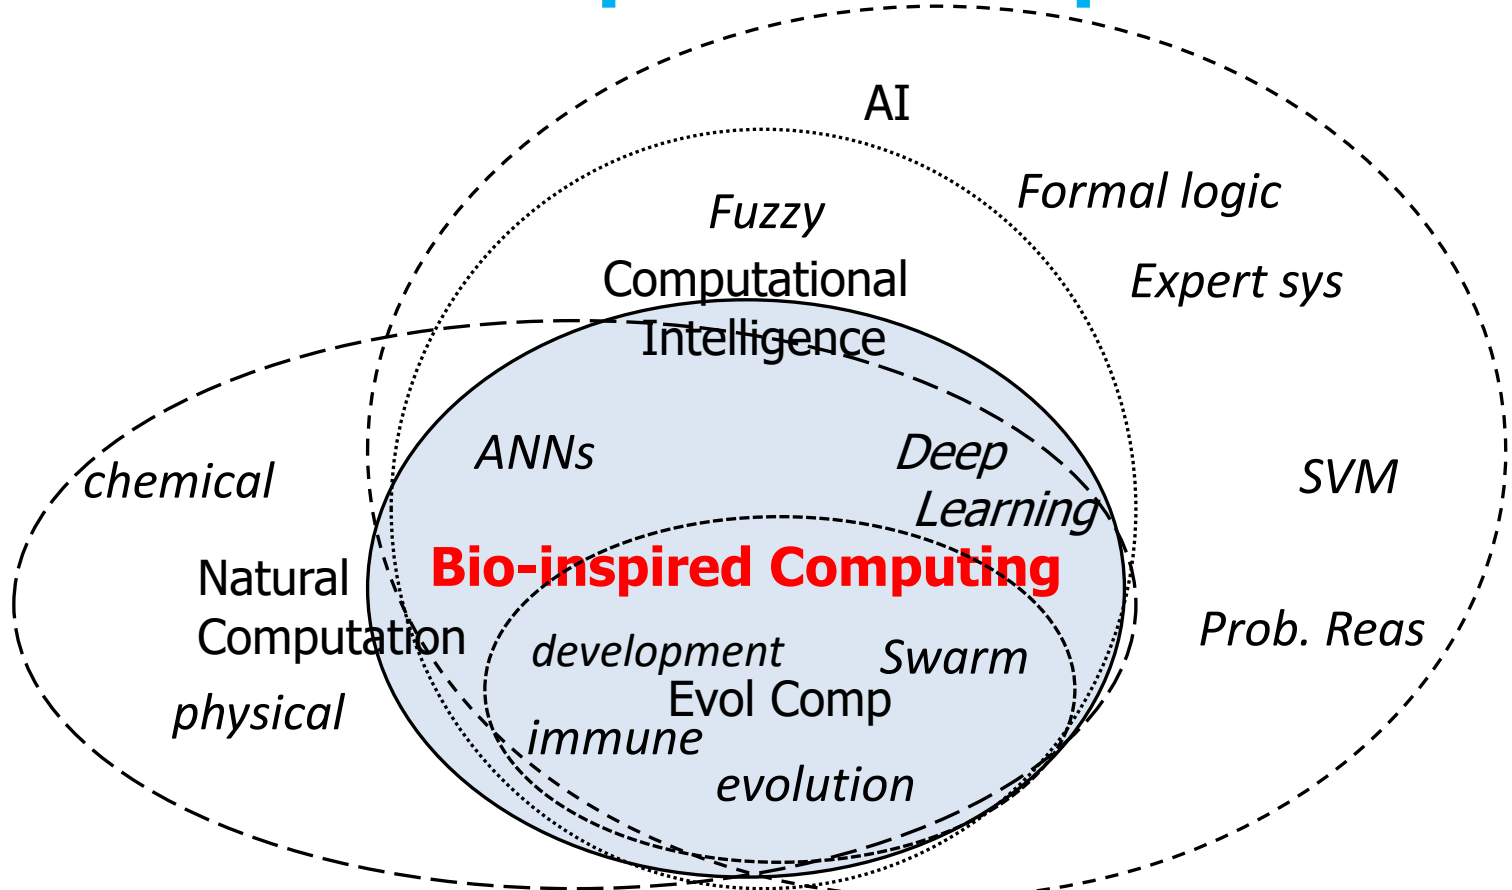 AI
Formal logic
Fuzzy
Computational
Intelligence
Expert sys
ANNs
Deep
Learning
chemical
SVM
Bio-inspired Computing
Natural
Computation
development
Swarm
Prob. Reas
Evol Comp
physical
immune
evolution